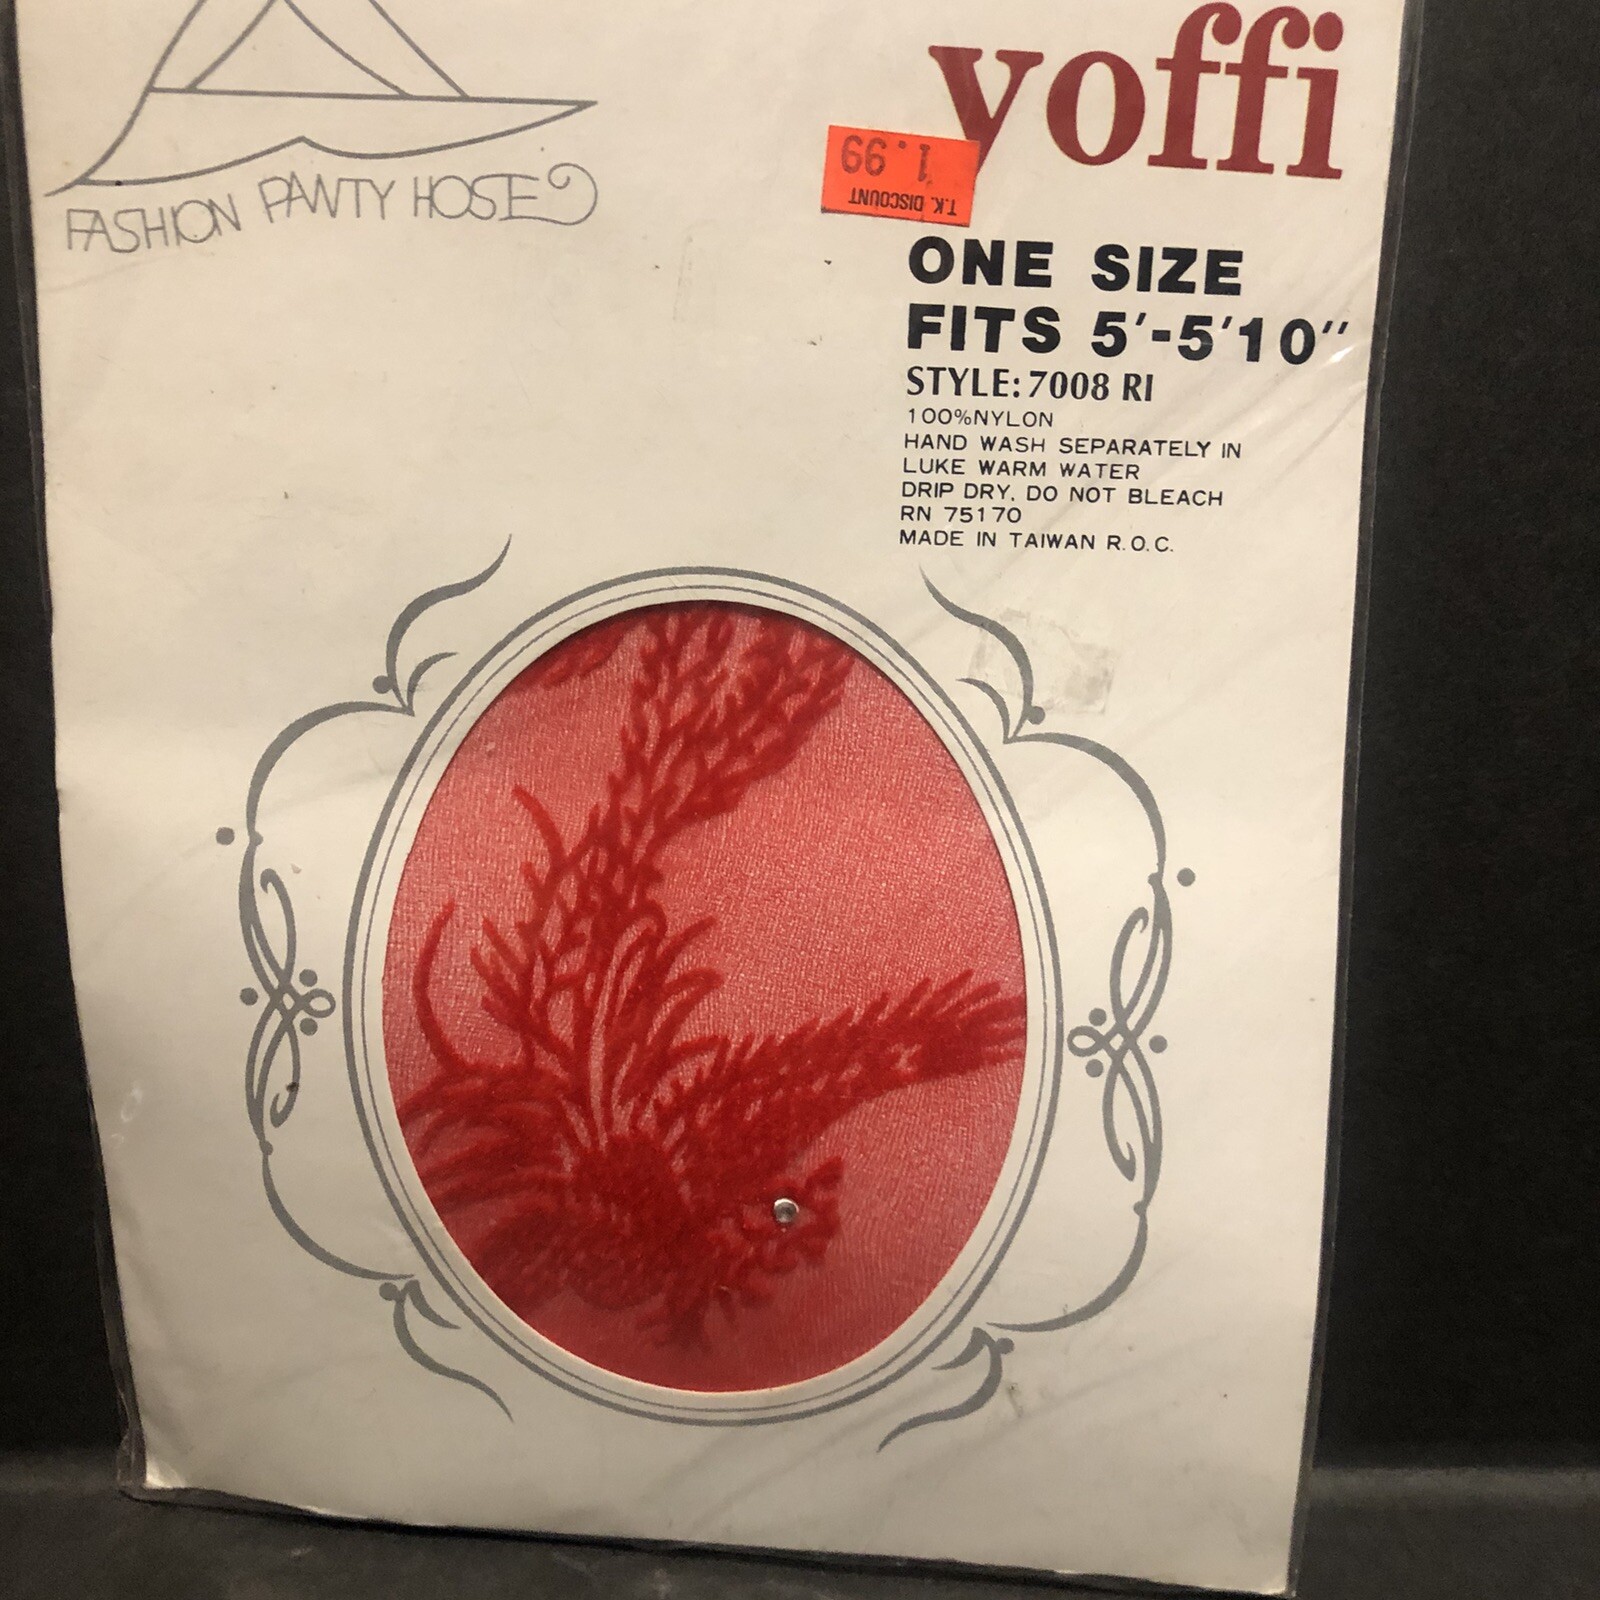 yoffi
1.99
T.K. DISCOUNT
FASHION PANTY HOSE
ONE SIZE
FITS 5'-5'10"
STYLE: 7008 RI
100%NYLON
HAND WASH SEPARATELY IN
LUKE WARM WATER
DRIP DRY. DO NOT BLEACH
RN 75170
MADE IN TAIWAN R.O.C.